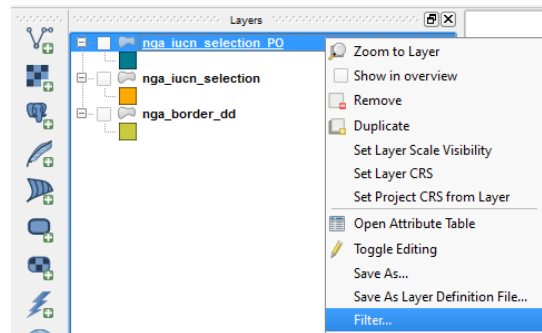 Layers
nga_iucn_selection_PO
nga_iucn_selection
nga_border_dd
Zoom to Layer
Show in overview
Remove
Duplicate
Set Layer Scale Visibility
Set Layer CRS
Set Project CRS from Layer
Open Attribute Table
Toggle Editing
Save As...
Save As Layer Definition File...
Filter...